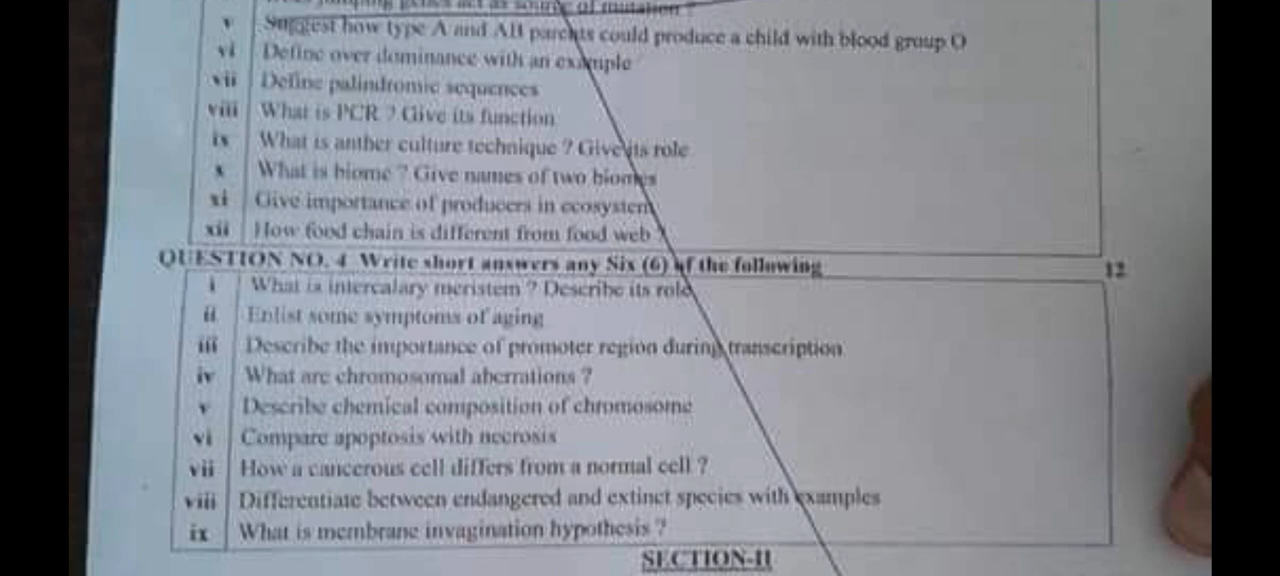 jumping genes act as source of mutation ?
v Suggest how type A and AB parents could produce a child with blood group O
vi Define over dominance with an example
vii Define palindromic sequences
viii What is PCR ? Give its function
ix What is anther culture technique ? Give its role
x What is biome ? Give names of two biomes
xi Give importance of producers in ecosystem
xii How food chain is different from food web ?
QUESTION NO. 4 Write short answers any Six (6) of the following 12
i What is intercalary meristem ? Describe its role
ii Enlist some symptoms of aging
iii Describe the importance of promoter region during transcription
iv What are chromosomal aberrations ?
v Describe chemical composition of chromosome
vi Compare apoptosis with necrosis
vii How a cancerous cell differs from a normal cell ?
viii Differentiate between endangered and extinct species with examples
ix What is membrane invagination hypothesis ?
SECTION-II